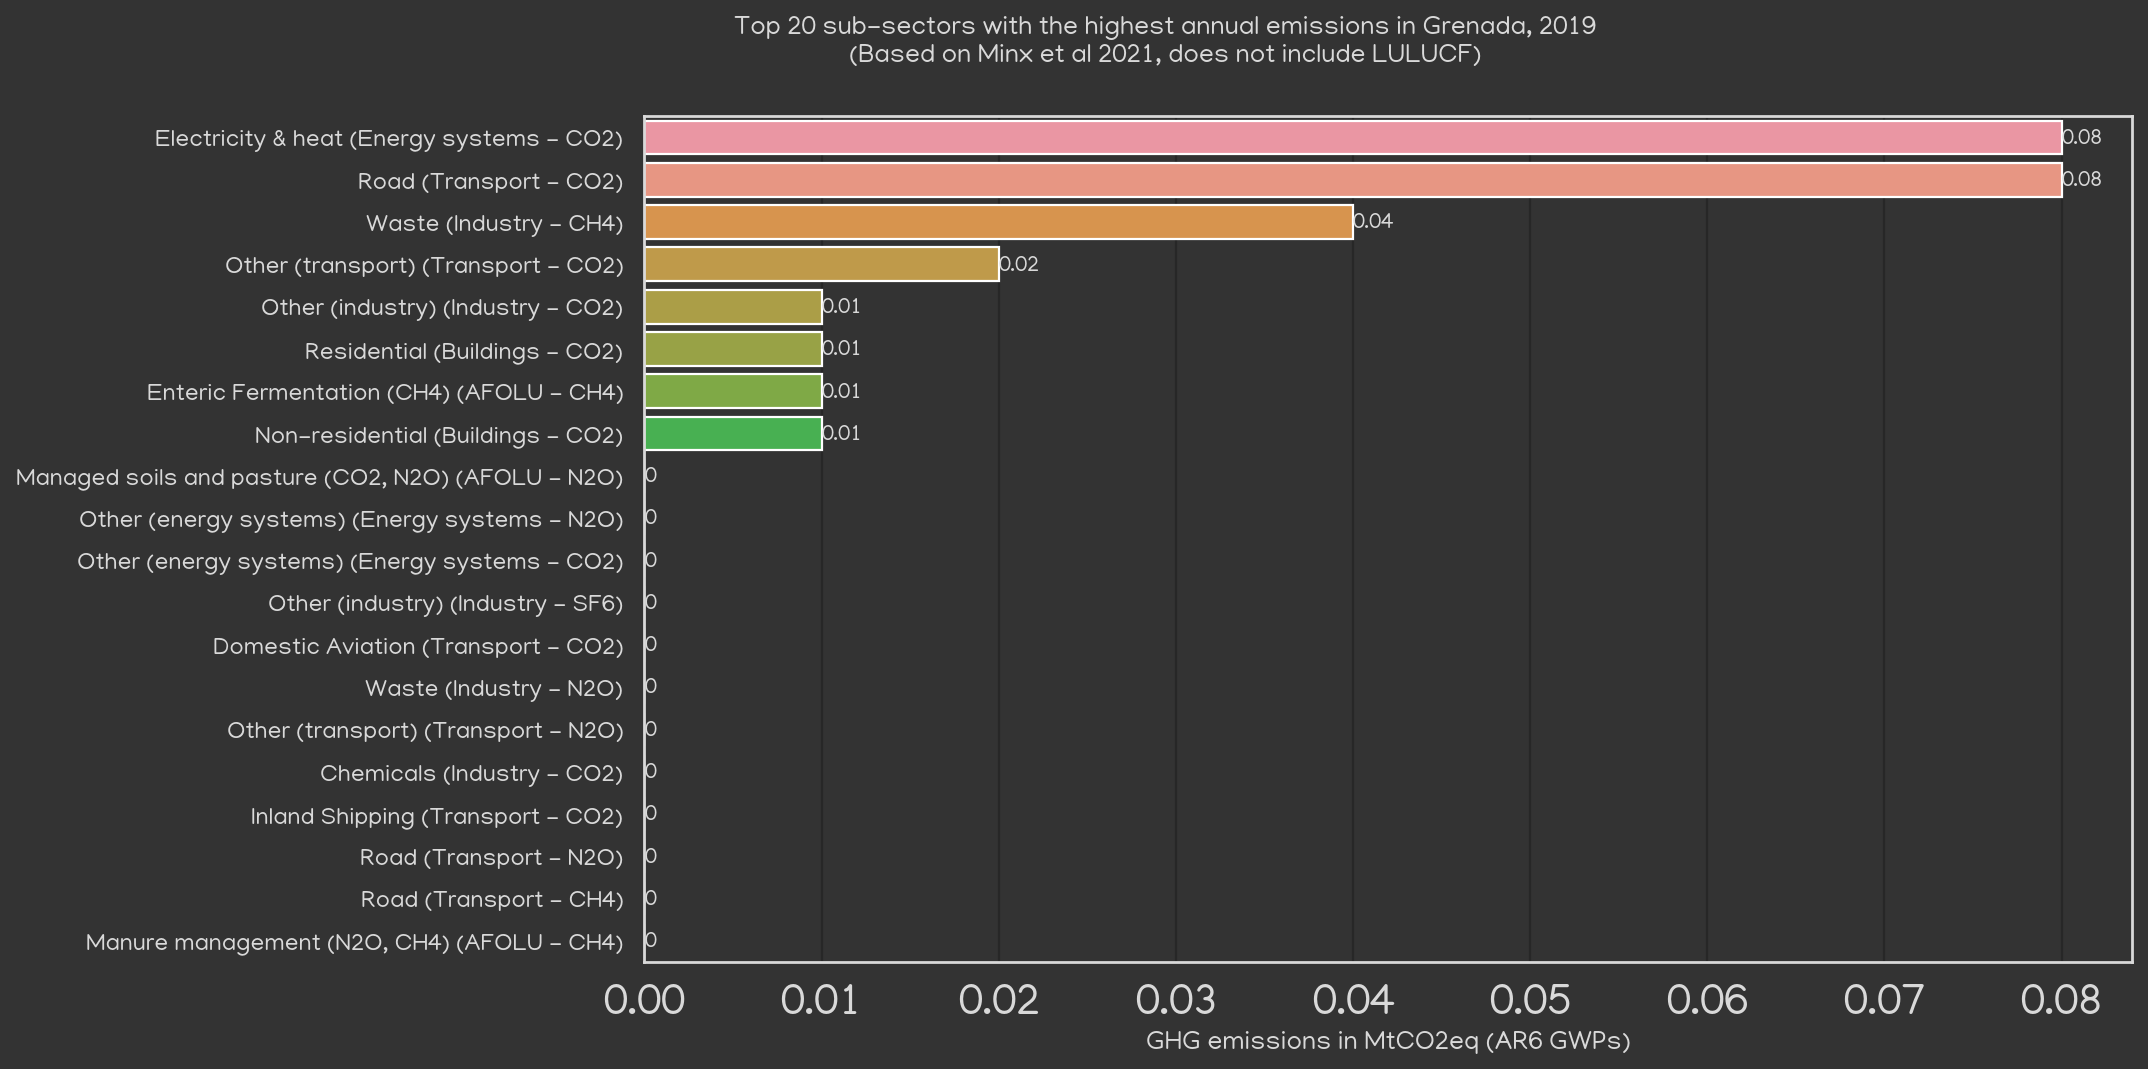 Top 20 sub-sectors with the highest annual emissions in Grenada, 2019
(Based on Minx et al 2021, does not include LULUCF)
Electricity & heat (Energy systems - CO2) 0.08
Road (Transport - CO2) 0.08
Waste (Industry - CH4) 0.04
Other (transport) (Transport - CO2) 0.02
Other (industry) (Industry - CO2) 0.01
Residential (Buildings - CO2) 0.01
Enteric Fermentation (CH4) (AFOLU - CH4) 0.01
Non-residential (Buildings - CO2) 0.01
Managed soils and pasture (CO2, N2O) (AFOLU - N2O) 0
Other (energy systems) (Energy systems - N2O) 0
Other (energy systems) (Energy systems - CO2) 0
Other (industry) (Industry - SF6) 0
Domestic Aviation (Transport - CO2) 0
Waste (Industry - N2O) 0
Other (transport) (Transport - N2O) 0
Chemicals (Industry - CO2) 0
Inland Shipping (Transport - CO2) 0
Road (Transport - N2O) 0
Road (Transport - CH4) 0
Manure management (N2O, CH4) (AFOLU - CH4) 0
0.00 0.01 0.02 0.03 0.04 0.05 0.06 0.07 0.08
GHG emissions in MtCO2eq (AR6 GWPs)